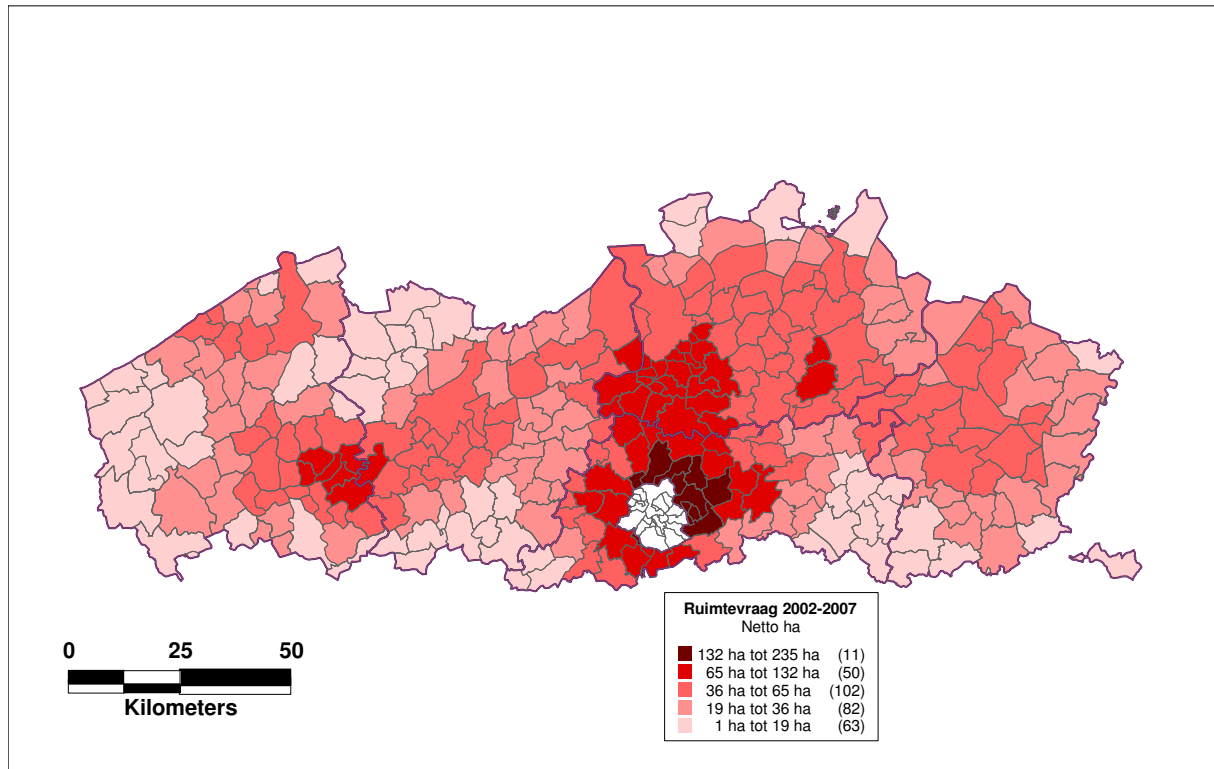 0 25 50
Kilometers
Ruimtevraag 2002-2007
Netto ha
132 ha tot 235 ha (11)
65 ha tot 132 ha (50)
36 ha tot 65 ha (102)
19 ha tot 36 ha (82)
1 ha tot 19 ha (63)